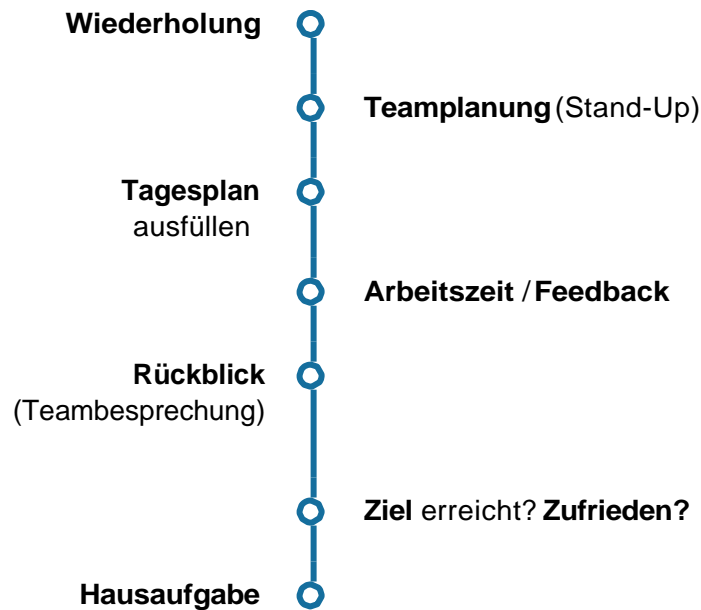 Wiederholung
Teamplanung (Stand-Up)
Tagesplan
ausfüllen
Arbeitszeit / Feedback
Rückblick
(Teambesprechung)
Ziel erreicht? Zufrieden?
Hausaufgabe